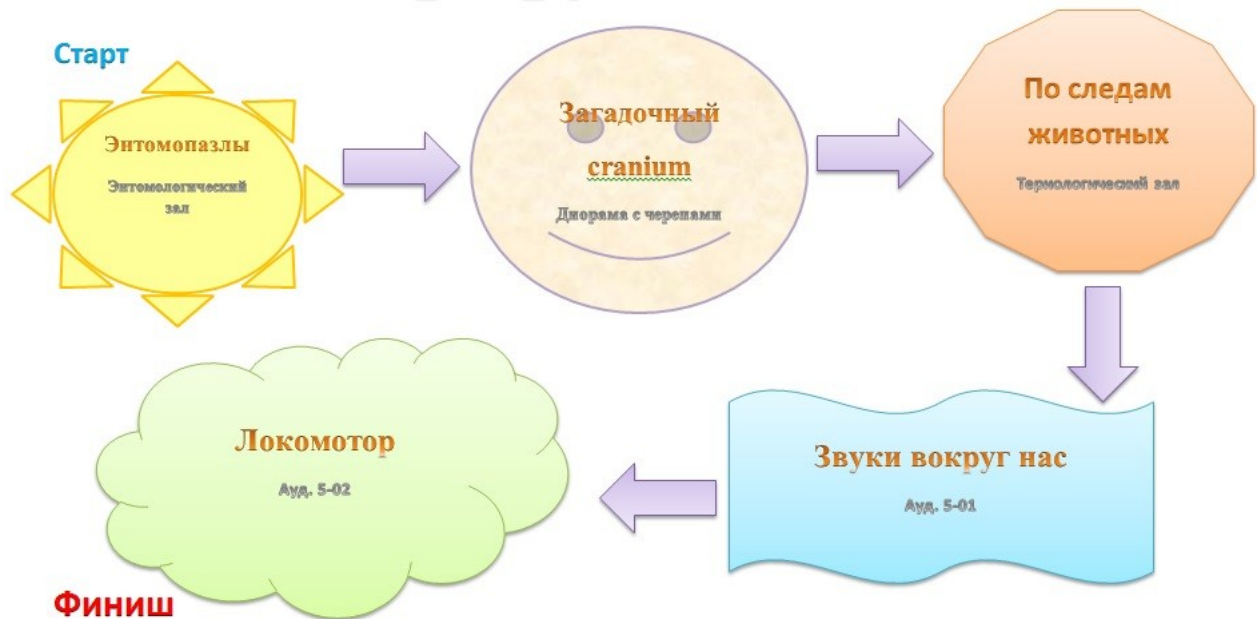 Старт
Энтомопазлы
Энтомологический
зал
Загадочный
cranium
Диорама с черепами
По следам
животных
Териологический зал
Звуки вокруг нас
Ауд. 5-01
Локомотор
Ауд. 5-02
Финиш